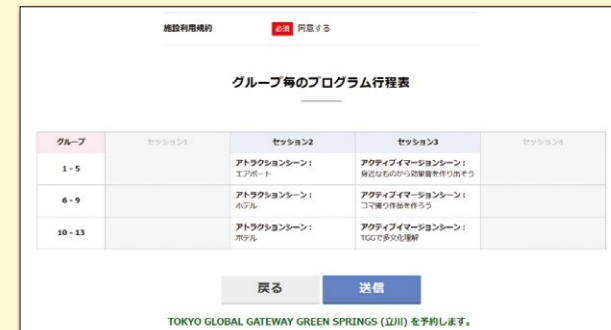 施設利用規約 必須 同意する
グループ毎のプログラム行程表
グループ セッション1 セッション2 セッション3 セッション4
1 - 5 アトラクションシーン： アクティブイマージョンシーン：
エアポート 身近なものから効果音を作り出そう
6 - 9 アトラクションシーン： アクティブイマージョンシーン：
ホテル コマ撮り作品を作ろう
10 - 13 アトラクションシーン： アクティブイマージョンシーン：
ホテル TGGで多文化理解
戻る 送信
TOKYO GLOBAL GATEWAY GREEN SPRINGS (立川) を予約します。